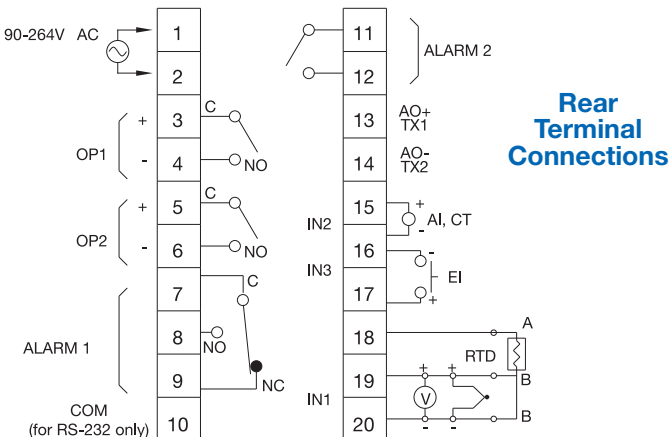 90-264V AC
1
2
OP1
+
-
3
4
C
NO
OP2
+
-
5
6
C
NO
ALARM 1
7
8
9
C
NO
NC
COM
(for RS-232 only)
10
11
12
ALARM 2
13
AO+
TX1
14
AO-
TX2
IN2
15
+
-
AI, CT
IN3
16
17
-
+
EI
18
A
RTD
IN1
19
20
+
+
V
-
-
B
B
Rear
Terminal
Connections